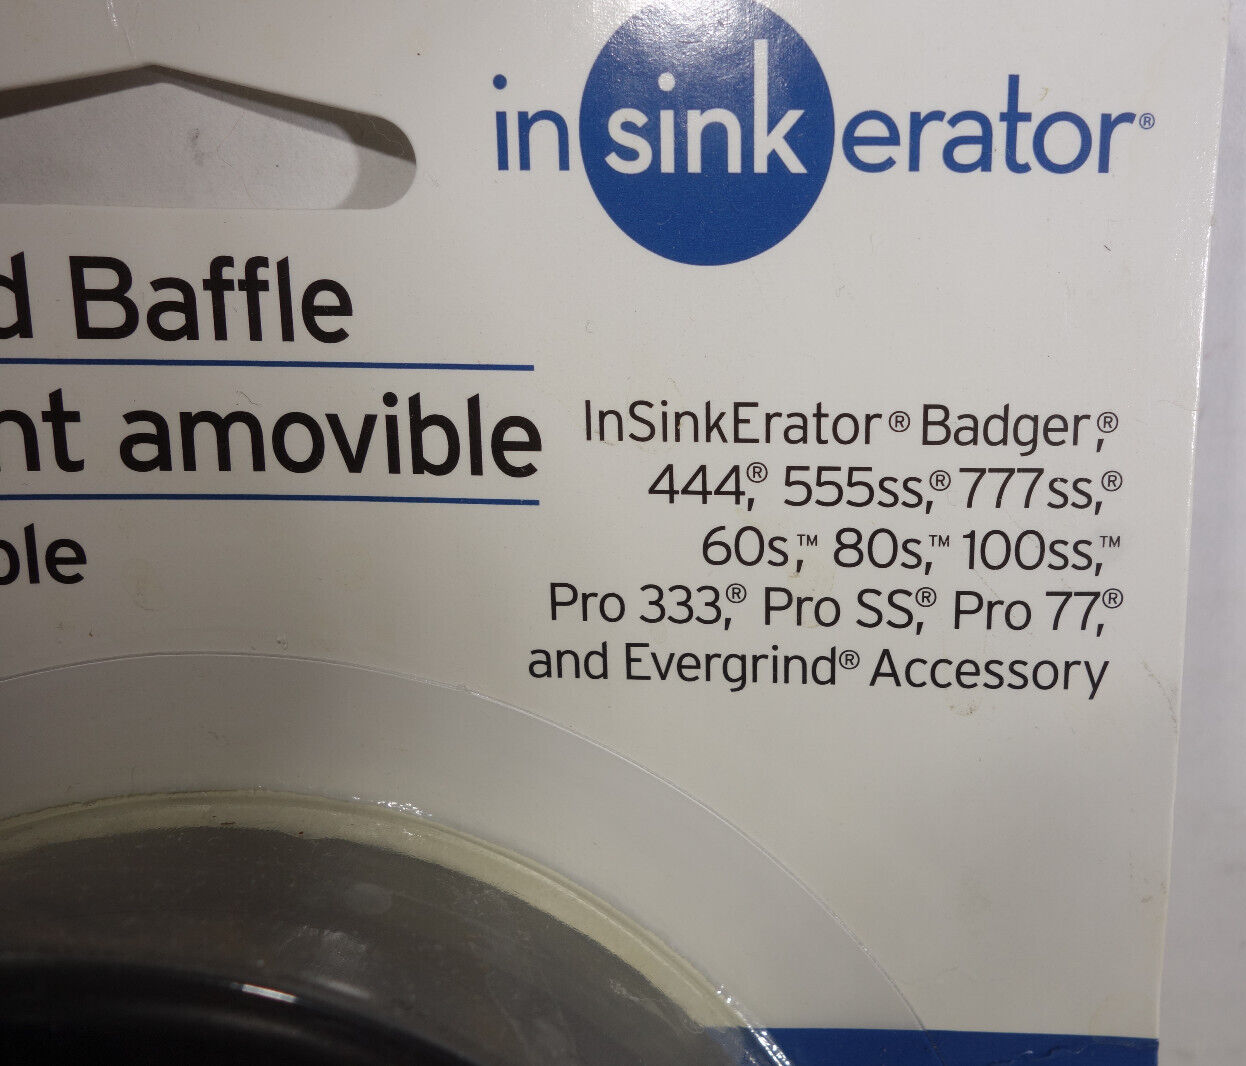 insinkerator®
d Baffle
nt amovible
ble
InSinkErator® Badger,®
444,® 555ss,® 777ss,®
60s,™ 80s,™ 100ss,™
Pro 333,® Pro SS,® Pro 77,®
and Evergrind® Accessory